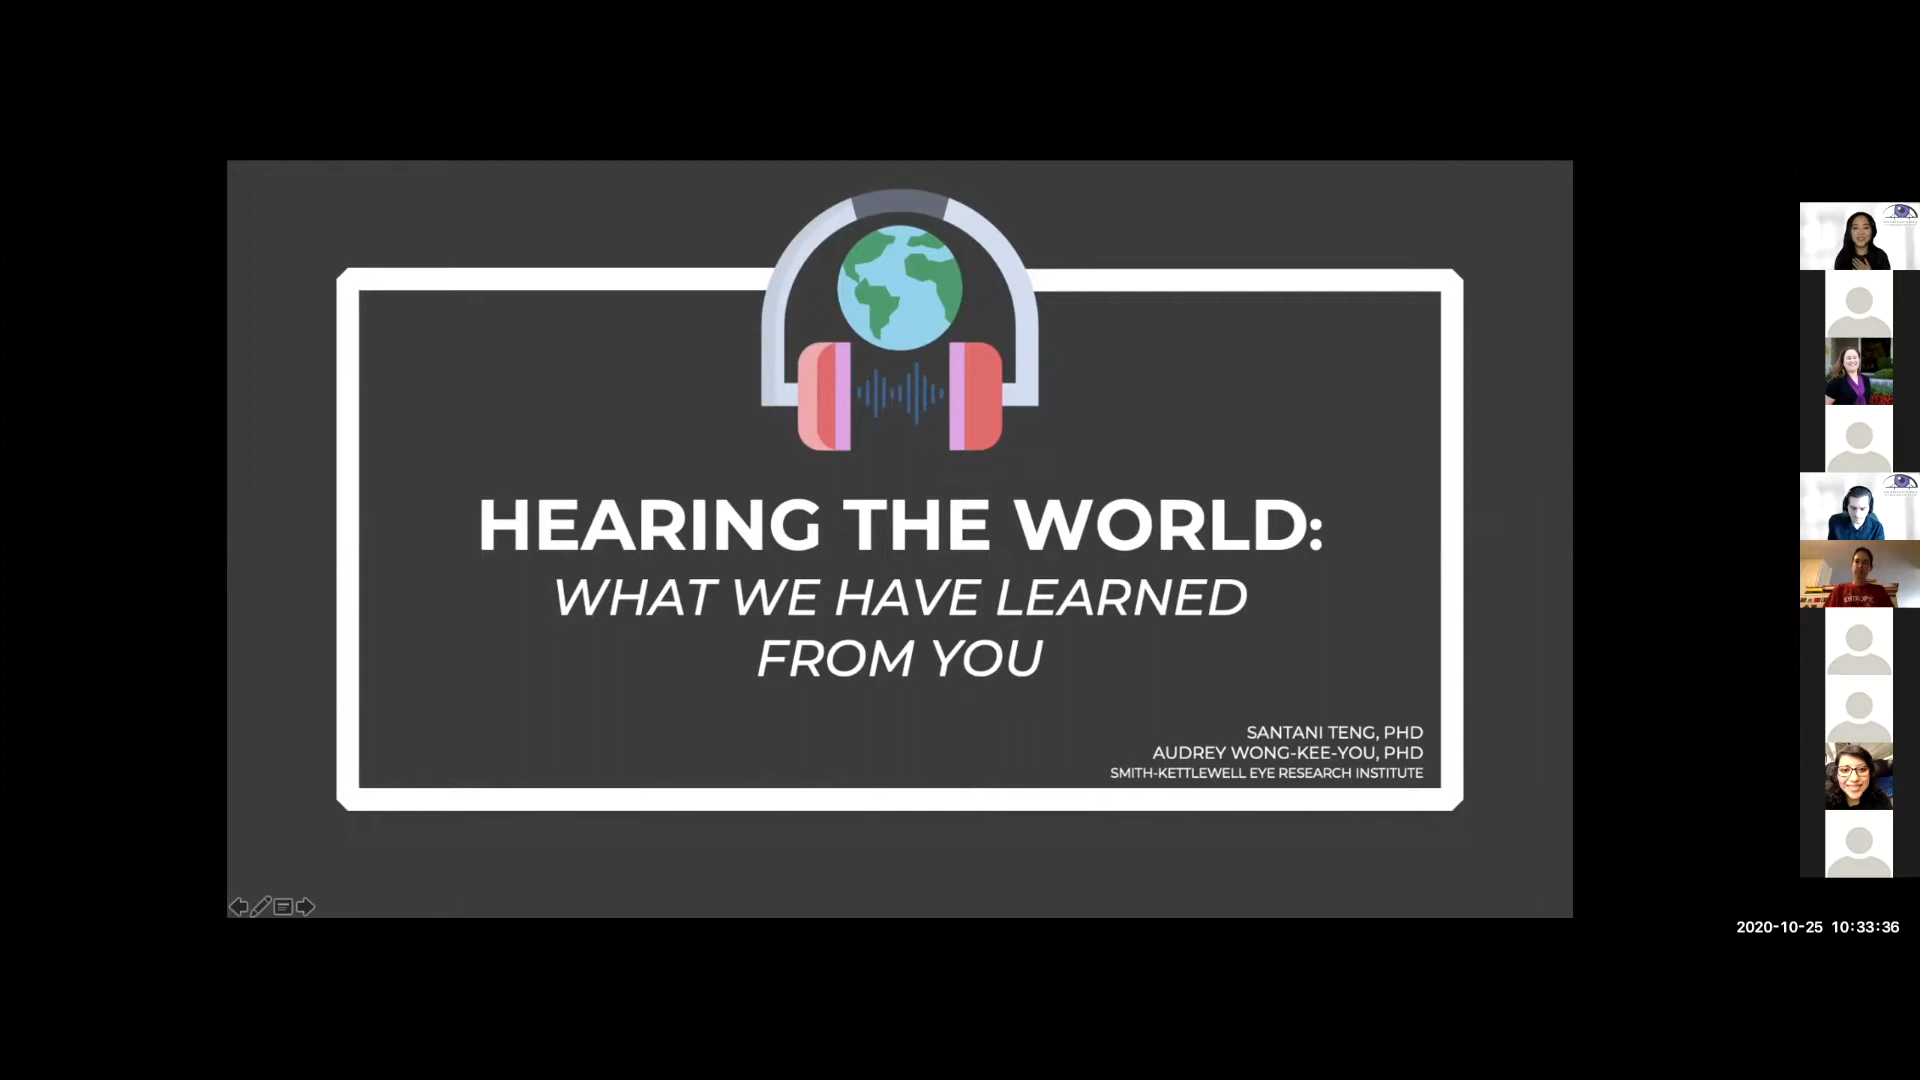 HEARING THE WORLD:
WHAT WE HAVE LEARNED
FROM YOU
SANTANI TENG, PHD
AUDREY WONG-KEE-YOU, PHD
SMITH-KETTLEWELL EYE RESEARCH INSTITUTE
ENTROPY
2020-10-25 10:33:36